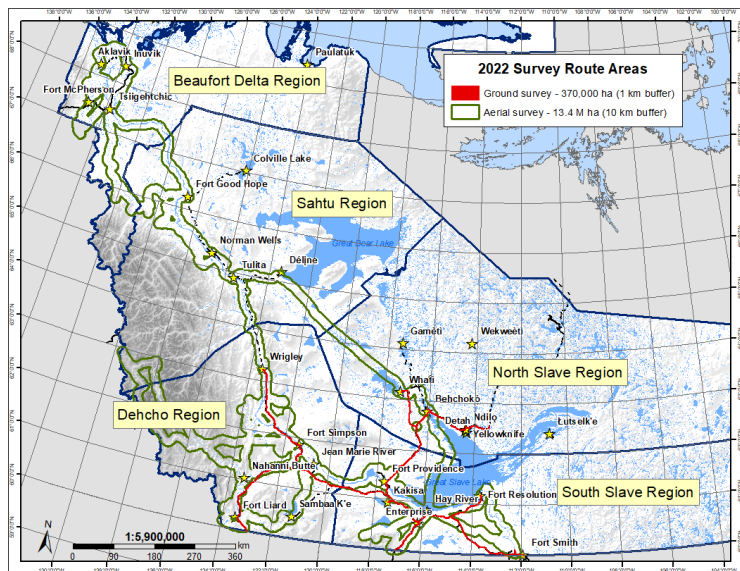 2022 Survey Route Areas
Ground survey - 370,000 ha (1 km buffer)
Aerial survey - 13.4 M ha (10 km buffer)
Paulatuk
Aklavik
Inuvik
Beaufort Delta Region
Fort McPherson
Tsiigehtchic
Colville Lake
Fort Good Hope
Sahtu Region
Norman Wells
Great Bear Lake
Tulita
Déline
Gamètì
Wekweètì
Wrigley
North Slave Region
Whatì
Behchokò
Dehcho Region
Detah
Ndilo
Yellowknife
Lutselk'e
Fort Simpson
Jean Marie River
Nahanni Butte
Fort Providence
Great Slave Lake
Kakisa
Hay River
Fort Resolution
South Slave Region
Fort Liard
Sambaa K'e
Enterprise
Fort Smith
N
1:5,900,000
0 90 180 270 360
km